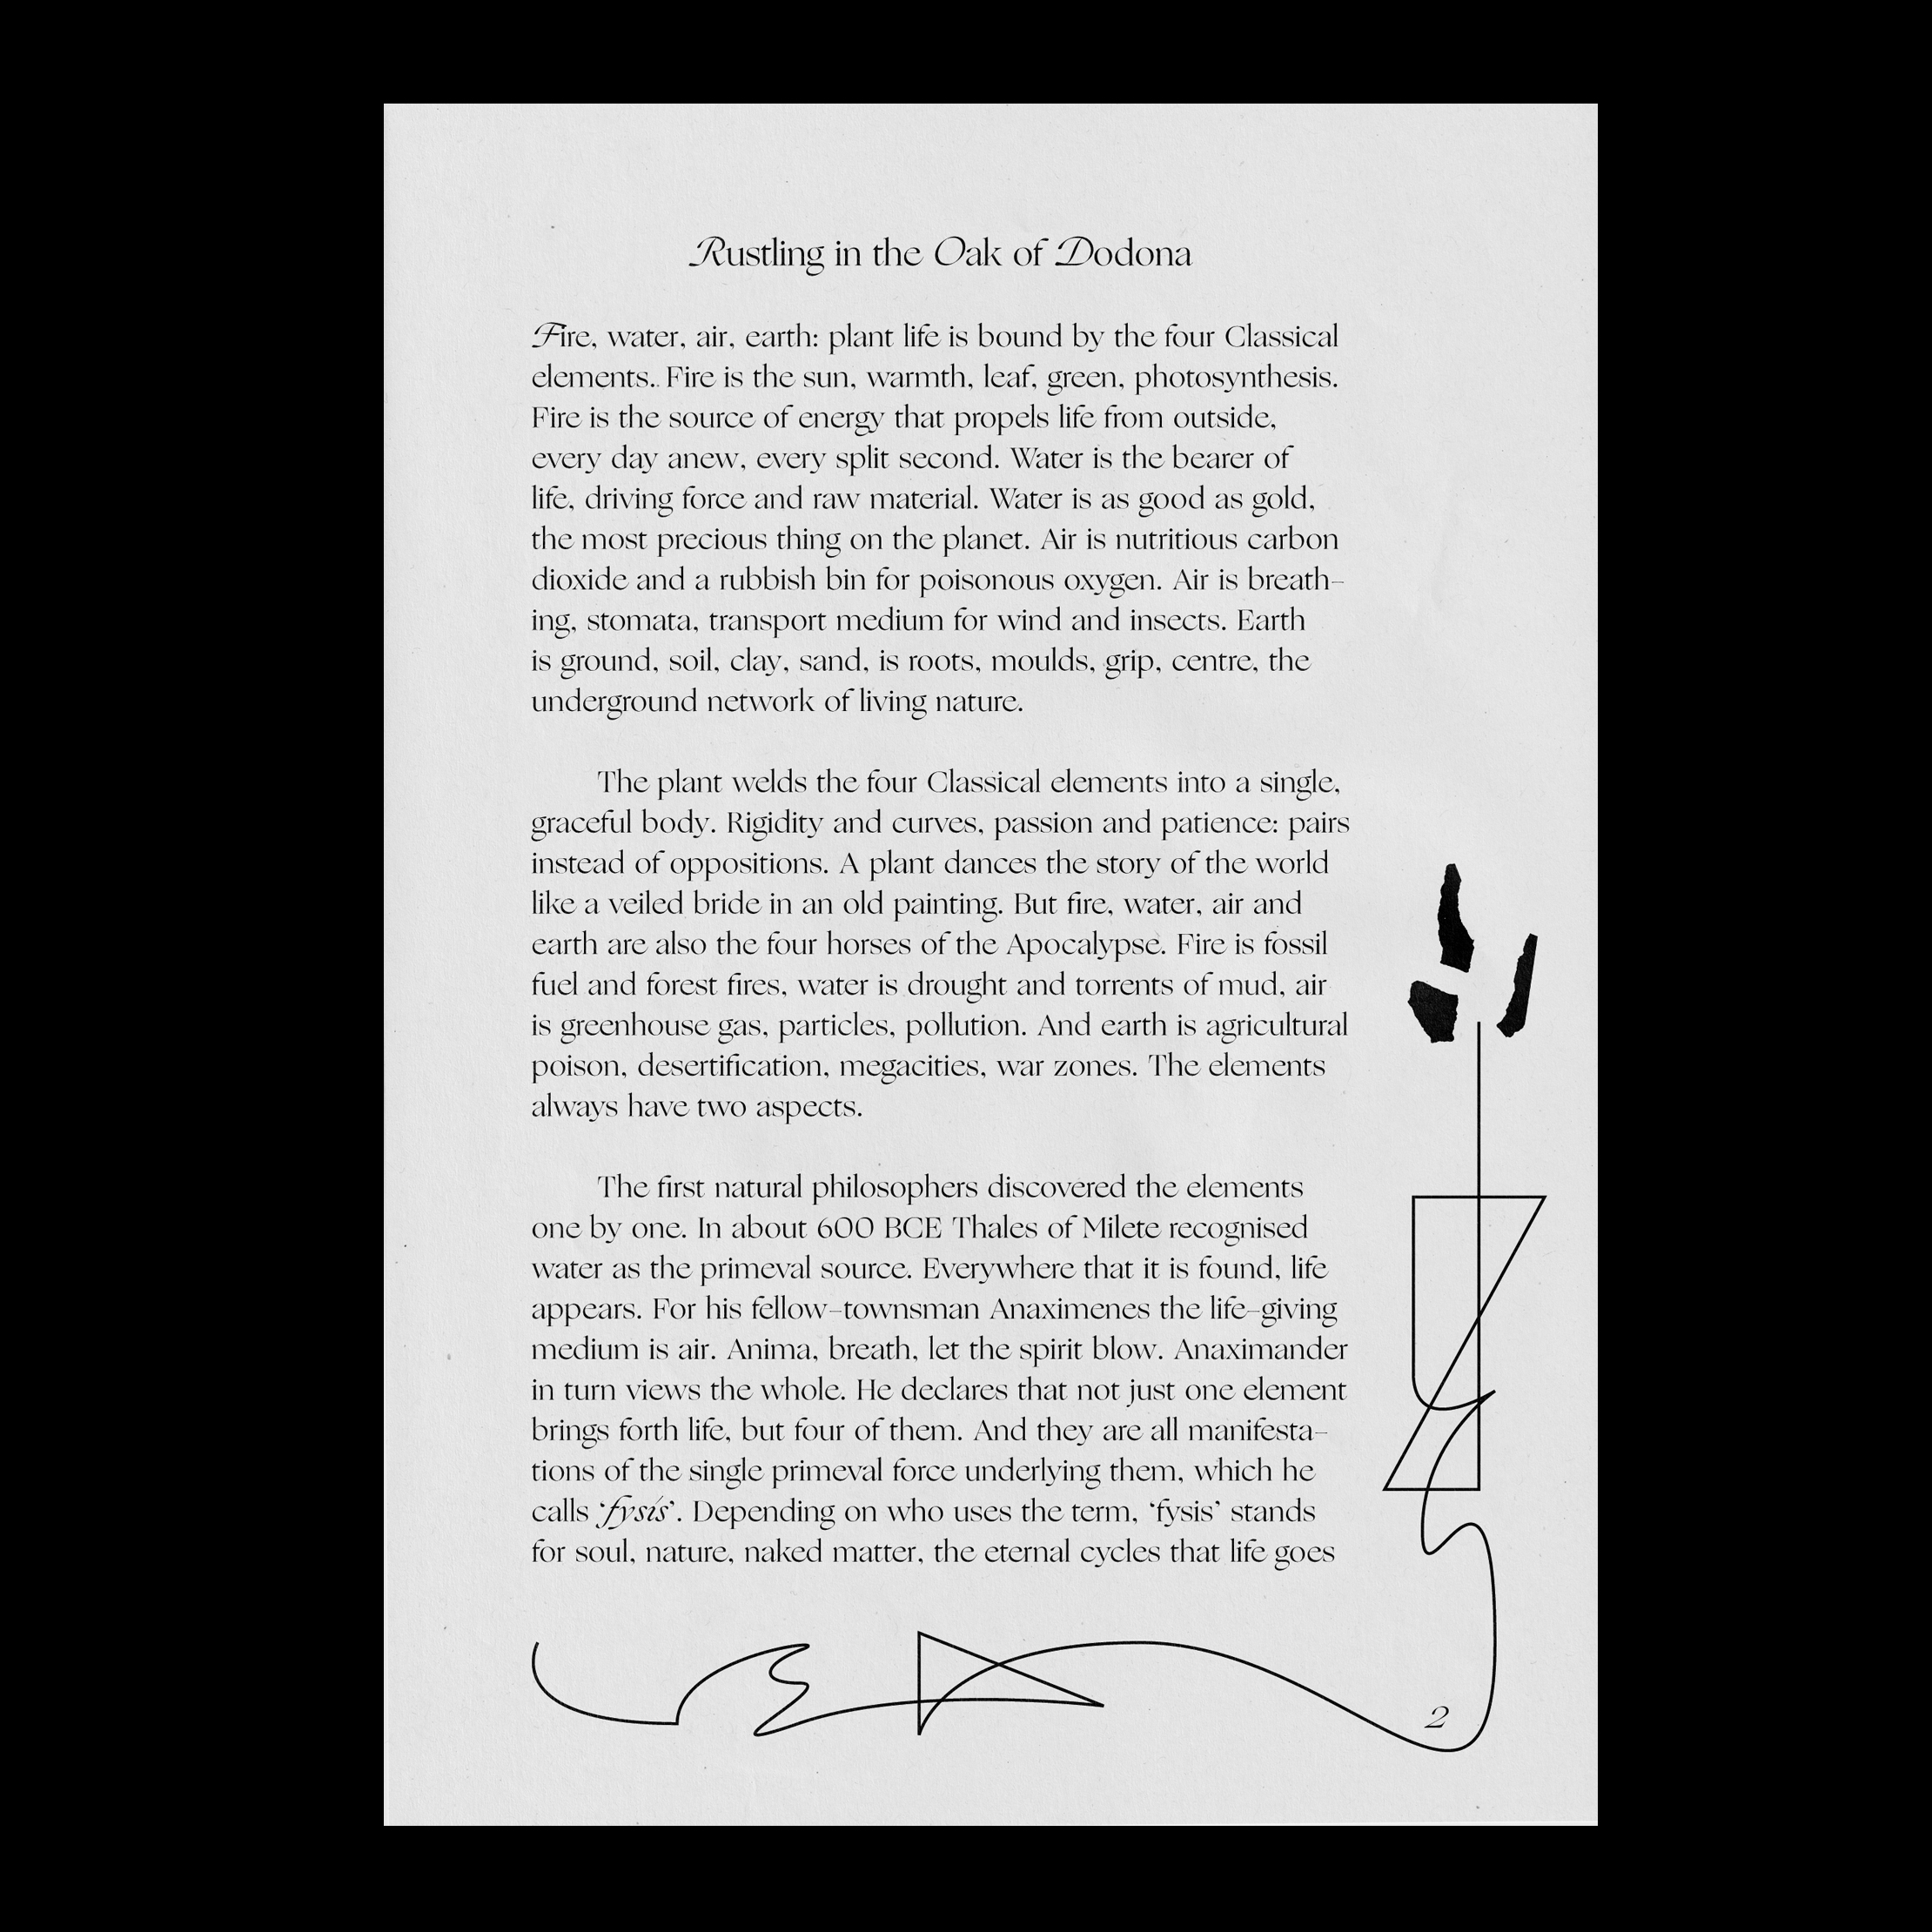 Rustling in the Oak of Dodona
Fire, water, air, earth: plant life is bound by the four Classical
elements. Fire is the sun, warmth, leaf, green, photosynthesis.
Fire is the source of energy that propels life from outside,
every day anew, every split second. Water is the bearer of
life, driving force and raw material. Water is as good as gold,
the most precious thing on the planet. Air is nutritious carbon
dioxide and a rubbish bin for poisonous oxygen. Air is breath-
ing, stomata, transport medium for wind and insects. Earth
is ground, soil, clay, sand, is roots, moulds, grip, centre, the
underground network of living nature.
The plant welds the four Classical elements into a single,
graceful body. Rigidity and curves, passion and patience: pairs
instead of oppositions. A plant dances the story of the world
like a veiled bride in an old painting. But fire, water, air and
earth are also the four horses of the Apocalypse. Fire is fossil
fuel and forest fires, water is drought and torrents of mud, air
is greenhouse gas, particles, pollution. And earth is agricultural
poison, desertification, megacities, war zones. The elements
always have two aspects.
The first natural philosophers discovered the elements
one by one. In about 600 BCE Thales of Milete recognised
water as the primeval source. Everywhere that it is found, life
appears. For his fellow-townsman Anaximenes the life-giving
medium is air. Anima, breath, let the spirit blow. Anaximander
in turn views the whole. He declares that not just one element
brings forth life, but four of them. And they are all manifesta-
tions of the single primeval force underlying them, which he
calls ‘fysis’. Depending on who uses the term, ‘fysis’ stands
for soul, nature, naked matter, the eternal cycles that life goes
2